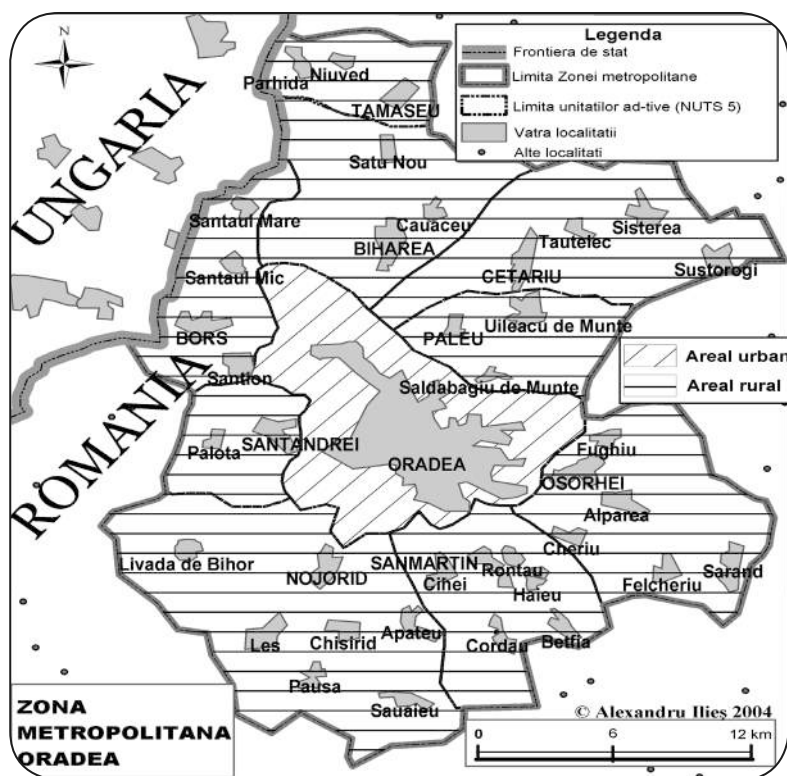 Legenda
Frontiera de stat
Limita Zonei metropolitane
Limita unitatilor ad-tive (NUTS 5)
Vatra localitatii
Alte localitati
UNGARIA
ROMANIA
Parhida
Niuved
TAMASEU
Satu Nou
Santaul Mare
Cauaceu
BIHAREA
Sisterea
Tautelec
Santaul Mic
CETARIU
Sustorogi
BORS
PALEU
Uileacu de Munte
Areal urban
Areal rural
Santion
Saldabagiu de Munte
Palota
SANTANDREI
ORADEA
Fughiu
OSORHEI
Alparea
Cheriu
Livada de Bihor
NOJORID
SANMARTIN
Cihei
Rontau
Haieu
Felcheriu
Sarand
Les
Chisirid
Apateu
Cordau
Betfia
Pausa
Sauaieu
ZONA
METROPOLITANA
ORADEA
© Alexandru Ilieş 2004
0 6 12 km